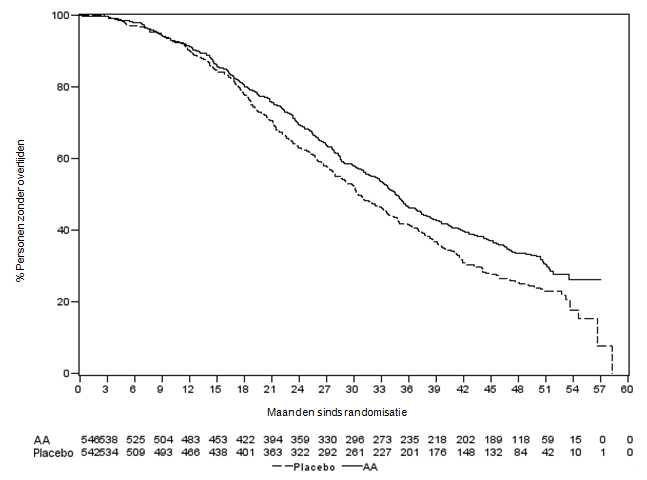 100
80
60
40
20
0
% Personen zonder overlijden
0 3 6 9 12 15 18 21 24 27 30 33 36 39 42 45 48 51 54 57 60
Maanden sinds randomisatie
AA 546538 525 504 483 453 422 394 359 330 296 273 235 218 202 189 118 59 15 0 0
Placebo 542534 509 493 466 438 401 363 322 292 261 227 201 176 148 132 84 42 10 1 0
Placebo AA